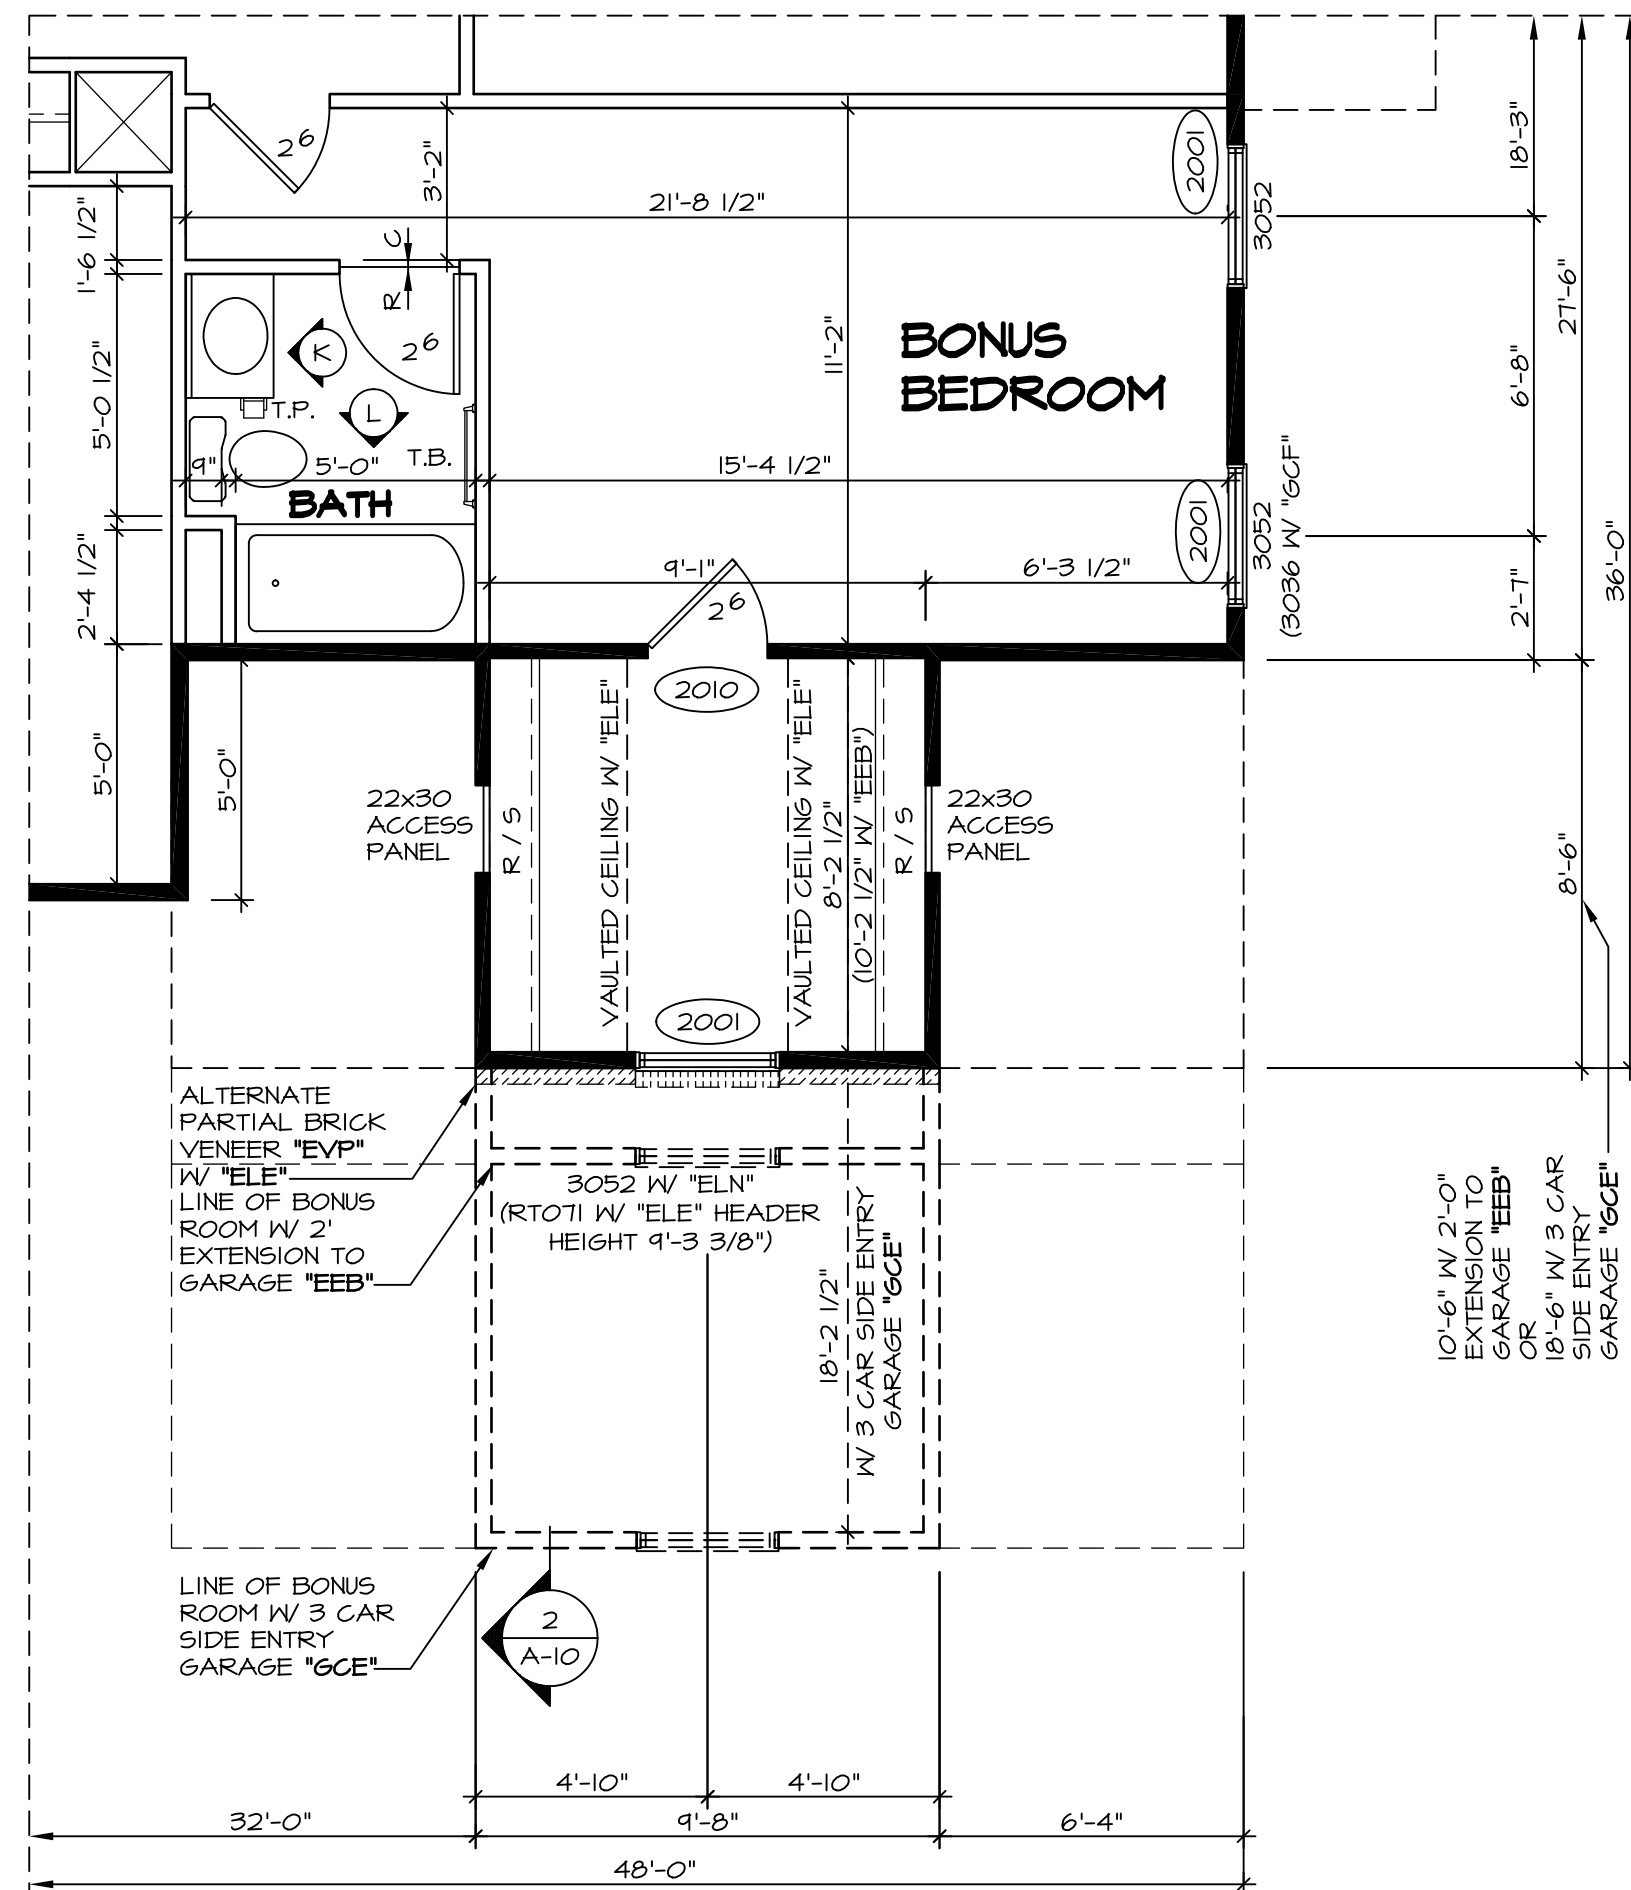 2⁶
3'-2"
21'-8 1/2"
2001
3052
18'-3"
1'-6 1/2"
C
R
K
2⁶
11'-2"
BONUS
BEDROOM
27'-6"
6'-8"
5'-0 1/2"
T.P.
L
T.B.
9"
5'-0"
15'-4 1/2"
BATH
2001
3052
(3036 W/ "GCF"
36'-0"
2'-4 1/2"
9'-1"
6'-3 1/2"
2⁶
2'-7"
2010
5'-0"
5'-0"
22x30
ACCESS
PANEL
R / S
VAULTED CEILING W/ "ELE"
VAULTED CEILING W/ "ELE"
8'-2 1/2"
(10'-2 1/2" W/ "EEB")
R / S
22x30
ACCESS
PANEL
8'-6"
2001
ALTERNATE
PARTIAL BRICK
VENEER "EVP"
W/ "ELE"
LINE OF BONUS
ROOM W/ 2'
EXTENSION TO
GARAGE "EEB"
3052 W/ "ELN"
(RT071 W/ "ELE" HEADER
HEIGHT 9'-3 3/8")
18'-2 1/2"
W/ 3 CAR SIDE ENTRY
GARAGE "GCE"
10'-6" W/ 2'-0"
EXTENSION TO
GARAGE "EEB"
OR
18'-6" W/ 3 CAR
SIDE ENTRY
GARAGE "GCE"
LINE OF BONUS
ROOM W/ 3 CAR
SIDE ENTRY
GARAGE "GCE"
2
A-10
4'-10"
4'-10"
32'-0"
9'-8"
6'-4"
48'-0"